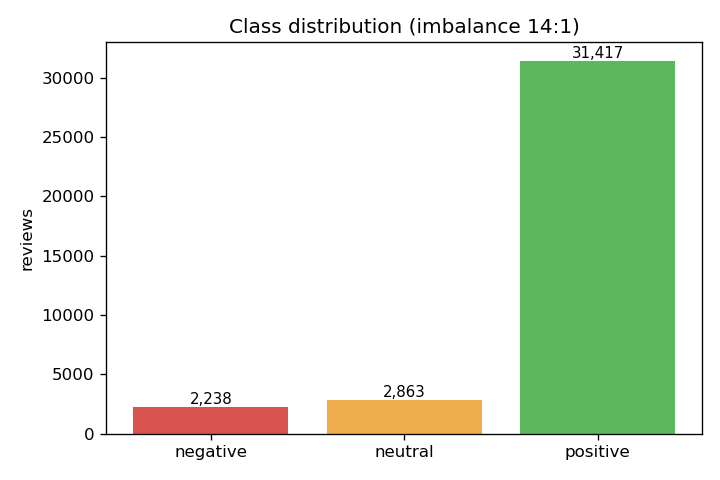 Class distribution (imbalance 14:1)
31,417
30000
25000
20000
15000
10000
5000
0
reviews
2,238
2,863
negative
neutral
positive